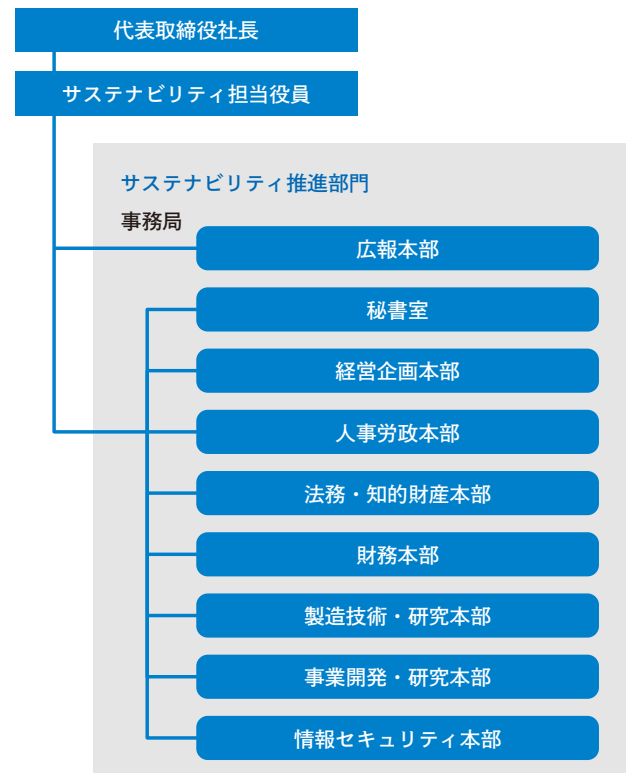 代表取締役社長
サステナビリティ担当役員
サステナビリティ推進部門
事務局
広報本部
秘書室
経営企画本部
人事労政本部
法務・知的財産本部
財務本部
製造技術・研究本部
事業開発・研究本部
情報セキュリティ本部